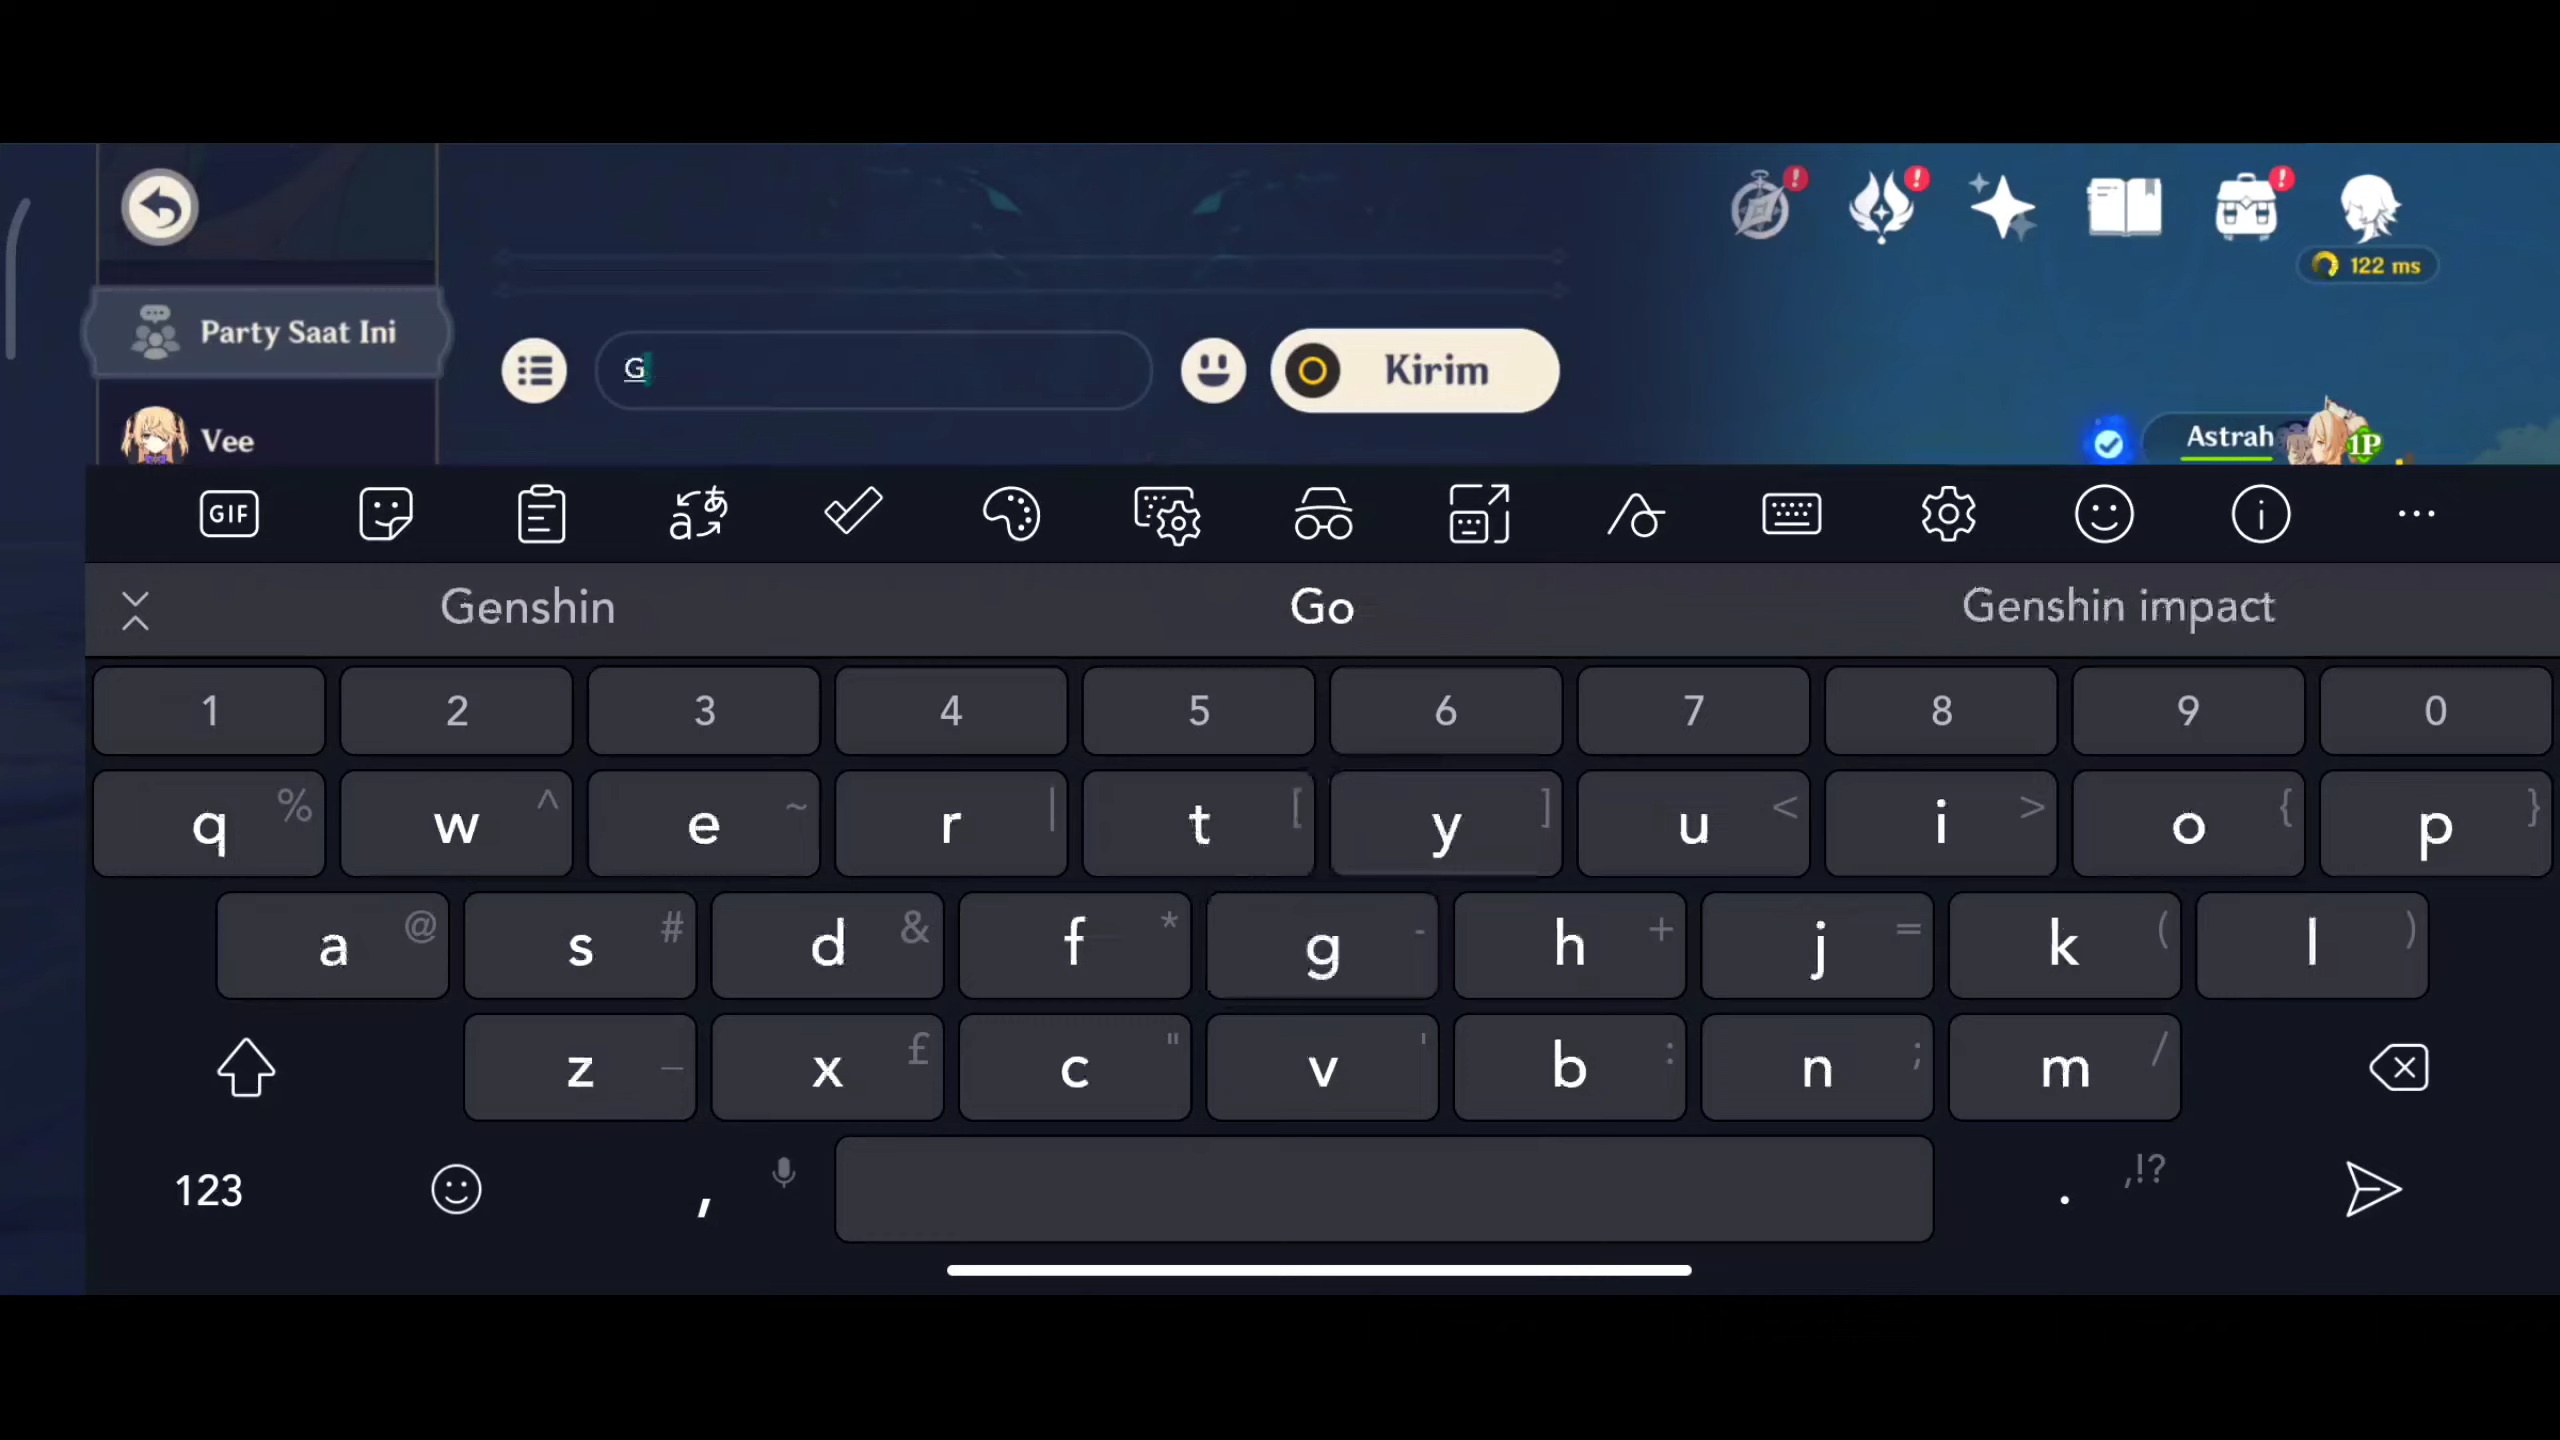 122 ms
Party Saat Ini
G
Kirim
Vee
Astrah
1P
GIF
Genshin
Go
Genshin impact
1 2 3 4 5 6 7 8 9 0
q % w ^ e ~ r | t [ y ] u < i > o { p }
a @ s # d & f * g - h + j = k ( l )
z _ x £ c " v ' b : n ; m /
123 , . ,!?